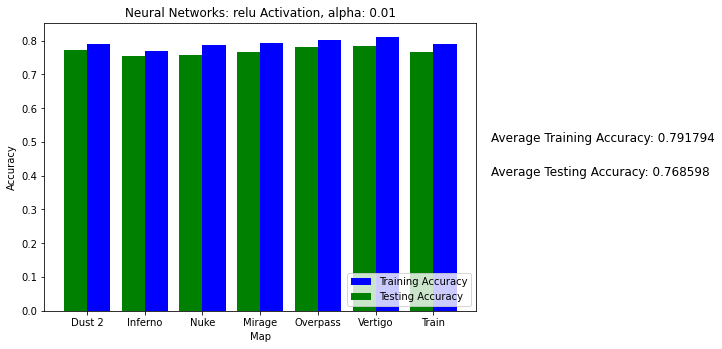 Neural Networks: relu Activation, alpha: 0.01
0.8
0.7
0.6
0.5
0.4
0.3
0.2
0.1
0.0
Accuracy
Dust 2 Inferno Nuke Mirage Overpass Vertigo Train
Map
Training Accuracy
Testing Accuracy
Average Training Accuracy: 0.791794
Average Testing Accuracy: 0.768598